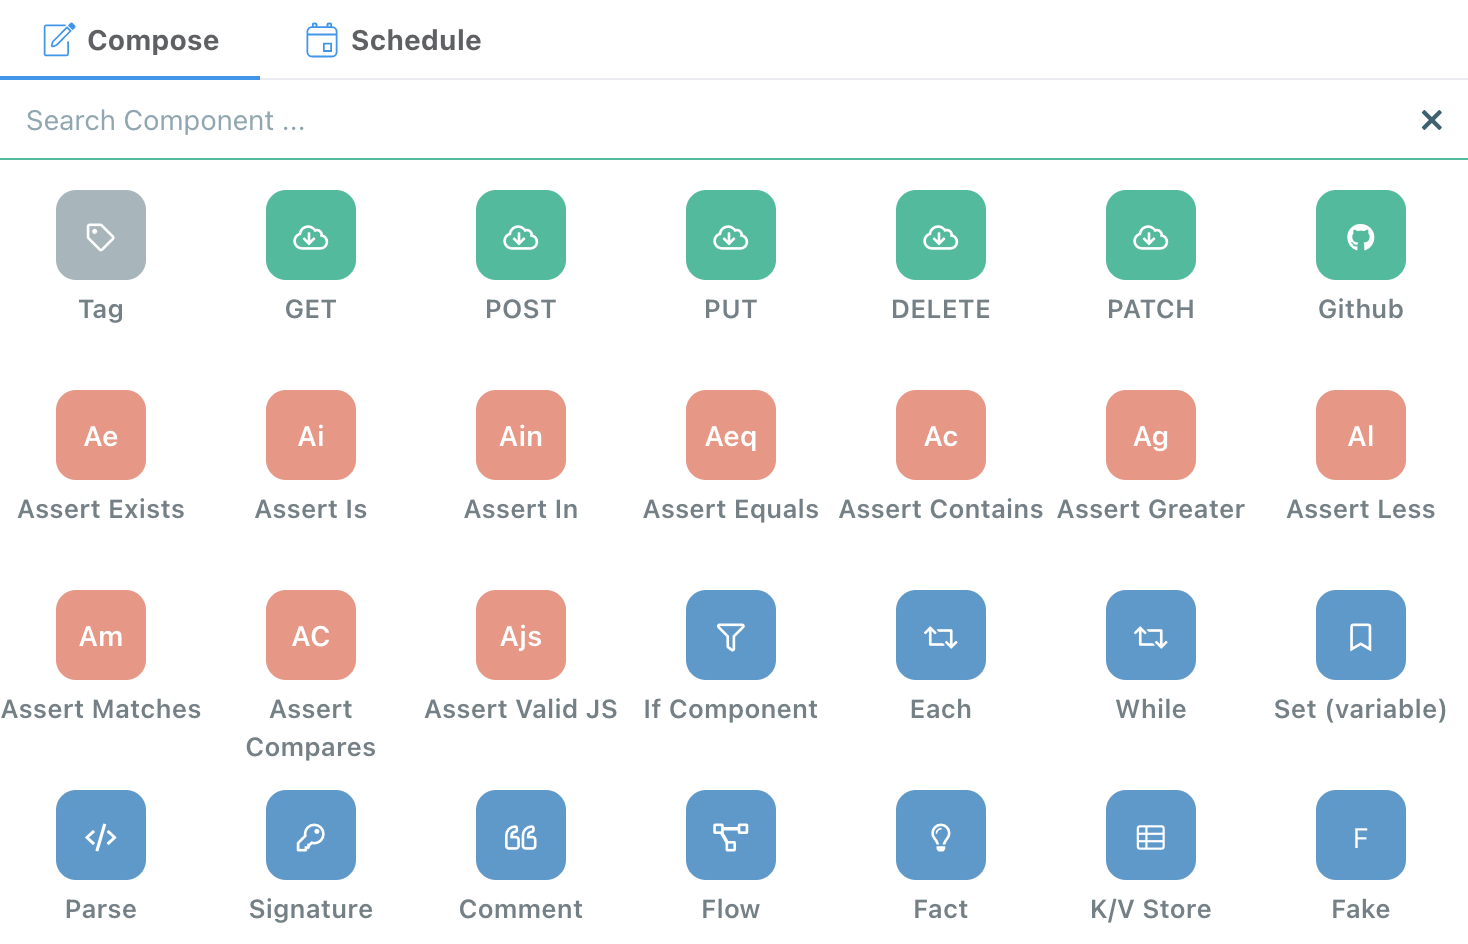 Compose Schedule
Search Component ...
Tag GET POST PUT DELETE PATCH Github
Ae Ai Ain Aeq Ac Ag Al
Assert Exists Assert Is Assert In Assert Equals Assert Contains Assert Greater Assert Less
Am AC Ajs
Assert Matches Assert Compares Assert Valid JS If Component Each While Set (variable)
F
Parse Signature Comment Flow Fact K/V Store Fake